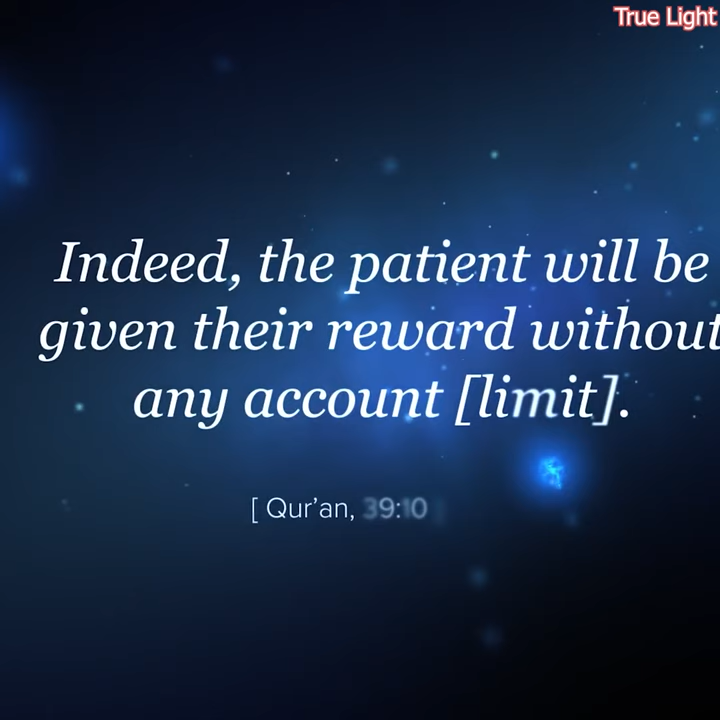 True Light
Indeed, the patient will be
given their reward without
any account [limit].
[ Qur’an, 39:10 ]